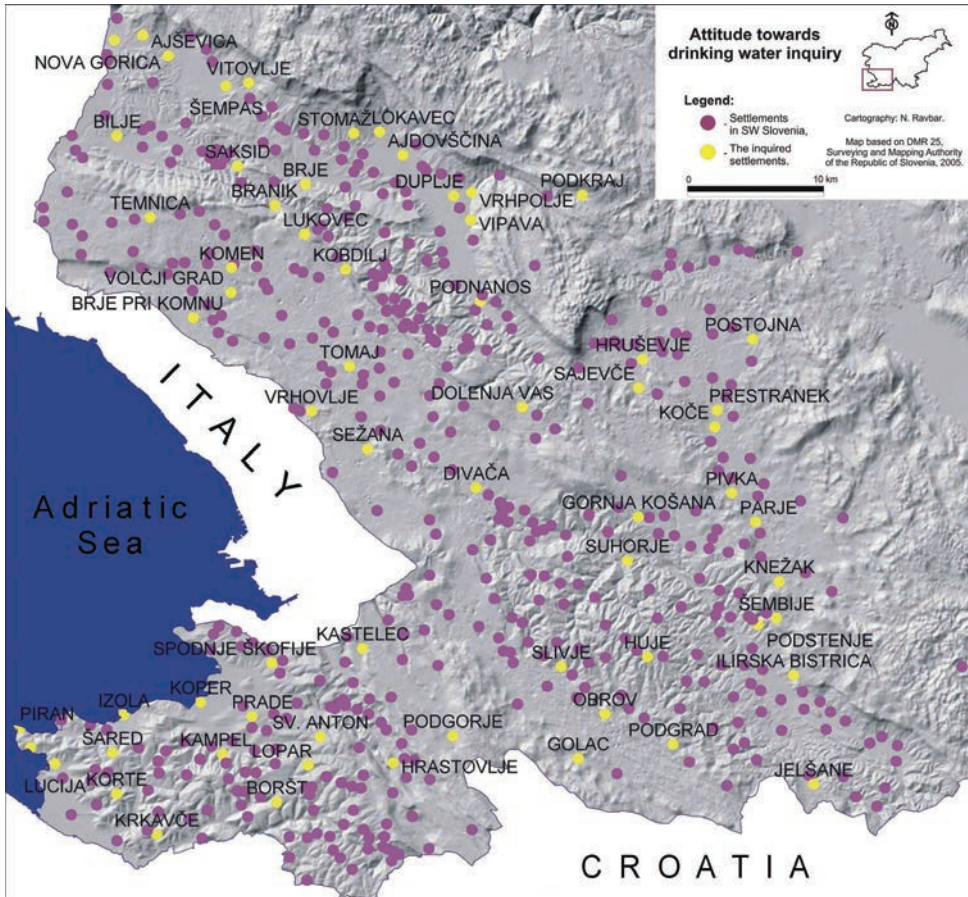 Attitude towards
drinking water inquiry
N
Legend:
- Settlements
in SW Slovenia,
- The inquired
settlements.
Cartography: N. Ravbar.
Map based on DMR 25,
Surveying and Mapping Authority
of the Republic of Slovenia, 2005.
0 10 km
AJŠEVICA
NOVA GORICA
VITOVLJE
ŠEMPAS
STOMAŽ
LOKAVEC
BILJE
AJDOVŠČINA
SAKSID
BRJE
DUPLJE
PODKRAJ
BRANIK
VRHPOLJE
TEMNICA
LUKOVEC
VIPAVA
KOMEN
KOBDILJ
VOLČJI GRAD
PODNANOS
BRJE PRI KOMNU
POSTOJNA
HRUŠEVJE
TOMAJ
SAJEVČE
VRHOVLJE
DOLENJA VAS
PRESTRANEK
KOČE
SEŽANA
ITALY
DIVAČA
PIVKA
GORNJA KOŠANA
PARJE
Adriatic
Sea
SUHORJE
KNEŽAK
ŠEMBIJE
KASTELEC
SPODNJE ŠKOFIJE
SLIVJE
HUJE
PODSTENJE
ILIRSKA BISTRICA
KOPER
IZOLA
PRADE
OBROV
PIRAN
SV. ANTON
PODGORJE
ŠARED
KAMPEL
LOPAR
GOLAC
PODGRAD
LUCIJA
KORTE
HRASTOVLJE
JELŠANE
BORŠT
KRKAVČE
CROATIA